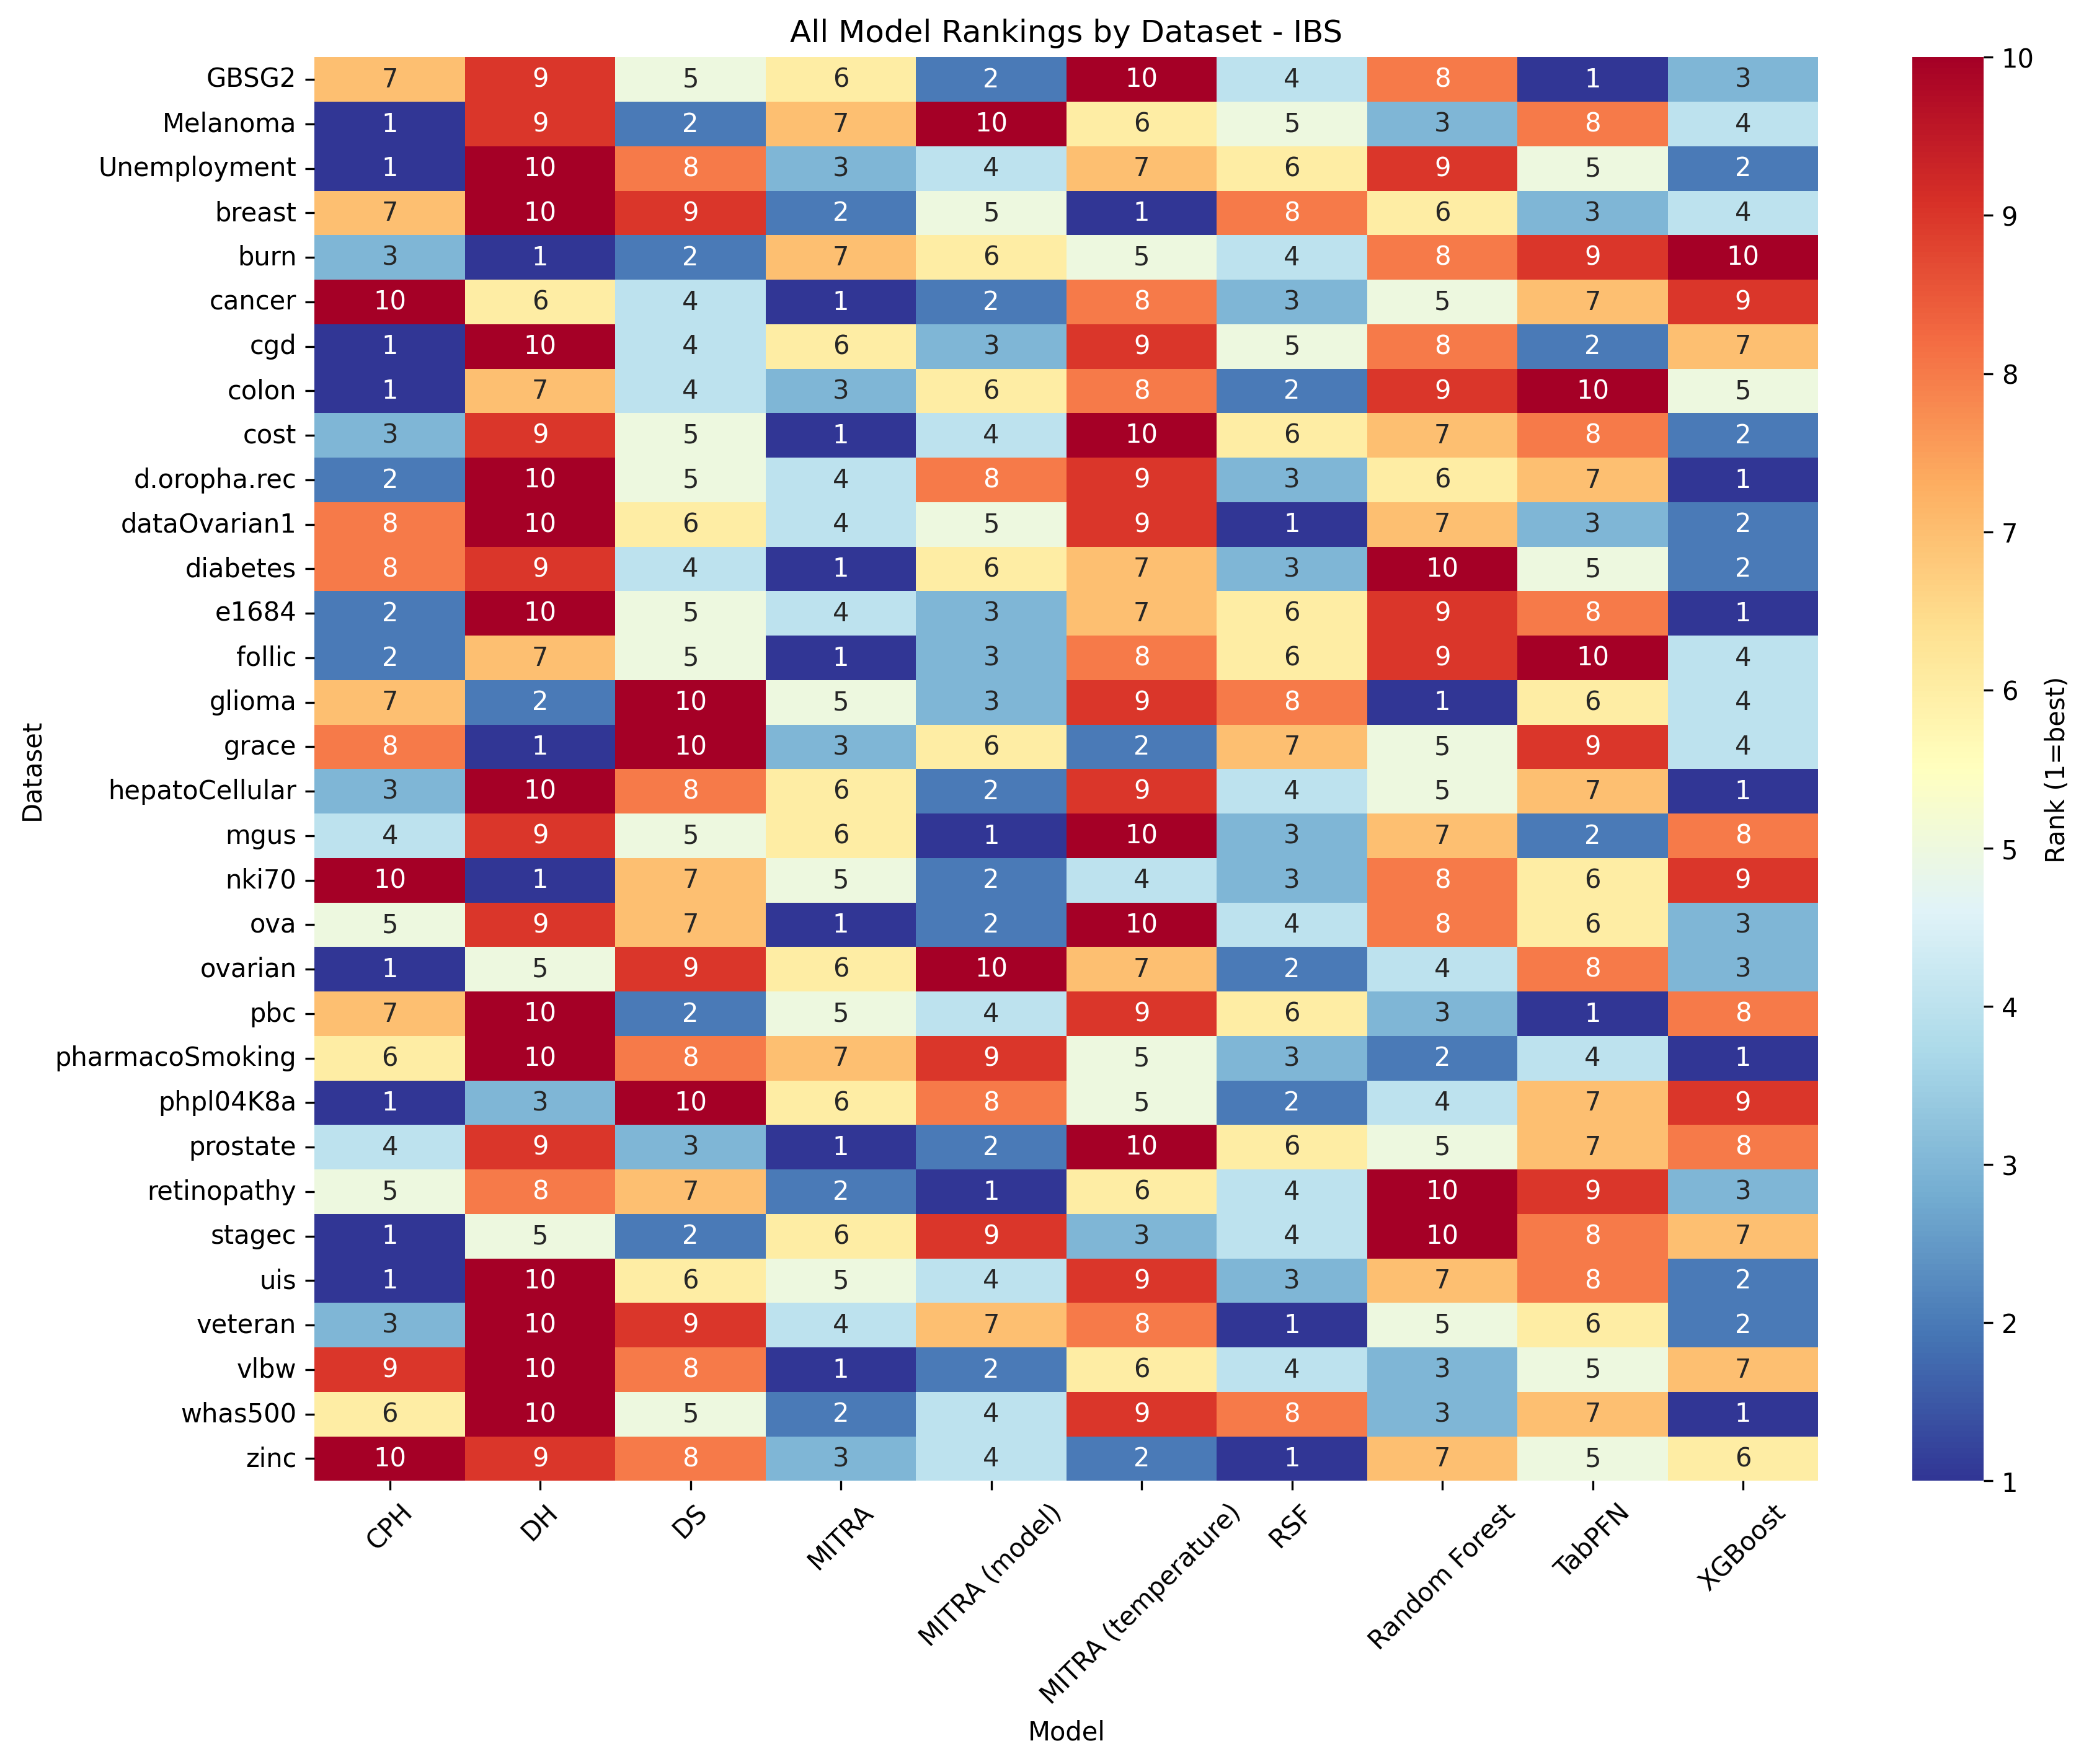 All Model Rankings by Dataset - IBS
GBSG2 7 9 5 6 2 10 4 8 1 3
Melanoma 1 9 2 7 10 6 5 3 8 4
Unemployment 1 10 8 3 4 7 6 9 5 2
breast 7 10 9 2 5 1 8 6 3 4
burn 3 1 2 7 6 5 4 8 9 10
cancer 10 6 4 1 2 8 3 5 7 9
cgd 1 10 4 6 3 9 5 8 2 7
colon 1 7 4 3 6 8 2 9 10 5
cost 3 9 5 1 4 10 6 7 8 2
d.oropha.rec 2 10 5 4 8 9 3 6 7 1
dataOvarian1 8 10 6 4 5 9 1 7 3 2
diabetes 8 9 4 1 6 7 3 10 5 2
e1684 2 10 5 4 3 7 6 9 8 1
follic 2 7 5 1 3 8 6 9 10 4
glioma 7 2 10 5 3 9 8 1 6 4
grace 8 1 10 3 6 2 7 5 9 4
hepatoCellular 3 10 8 6 2 9 4 5 7 1
mgus 4 9 5 6 1 10 3 7 2 8
nki70 10 1 7 5 2 4 3 8 6 9
ova 5 9 7 1 2 10 4 8 6 3
ovarian 1 5 9 6 10 7 2 4 8 3
pbc 7 10 2 5 4 9 6 3 1 8
pharmacoSmoking 6 10 8 7 9 5 3 2 4 1
phpl04K8a 1 3 10 6 8 5 2 4 7 9
prostate 4 9 3 1 2 10 6 5 7 8
retinopathy 5 8 7 2 1 6 4 10 9 3
stagec 1 5 2 6 9 3 4 10 8 7
uis 1 10 6 5 4 9 3 7 8 2
veteran 3 10 9 4 7 8 1 5 6 2
vlbw 9 10 8 1 2 6 4 3 5 7
whas500 6 10 5 2 4 9 8 3 7 1
zinc 10 9 8 3 4 2 1 7 5 6
CPH DH DS MITRA MITRA (model) MITRA (temperature) RSF Random Forest TabPFN XGBoost
Model
Dataset
10
9
8
7
6
5
4
3
2
1
Rank (1=best)